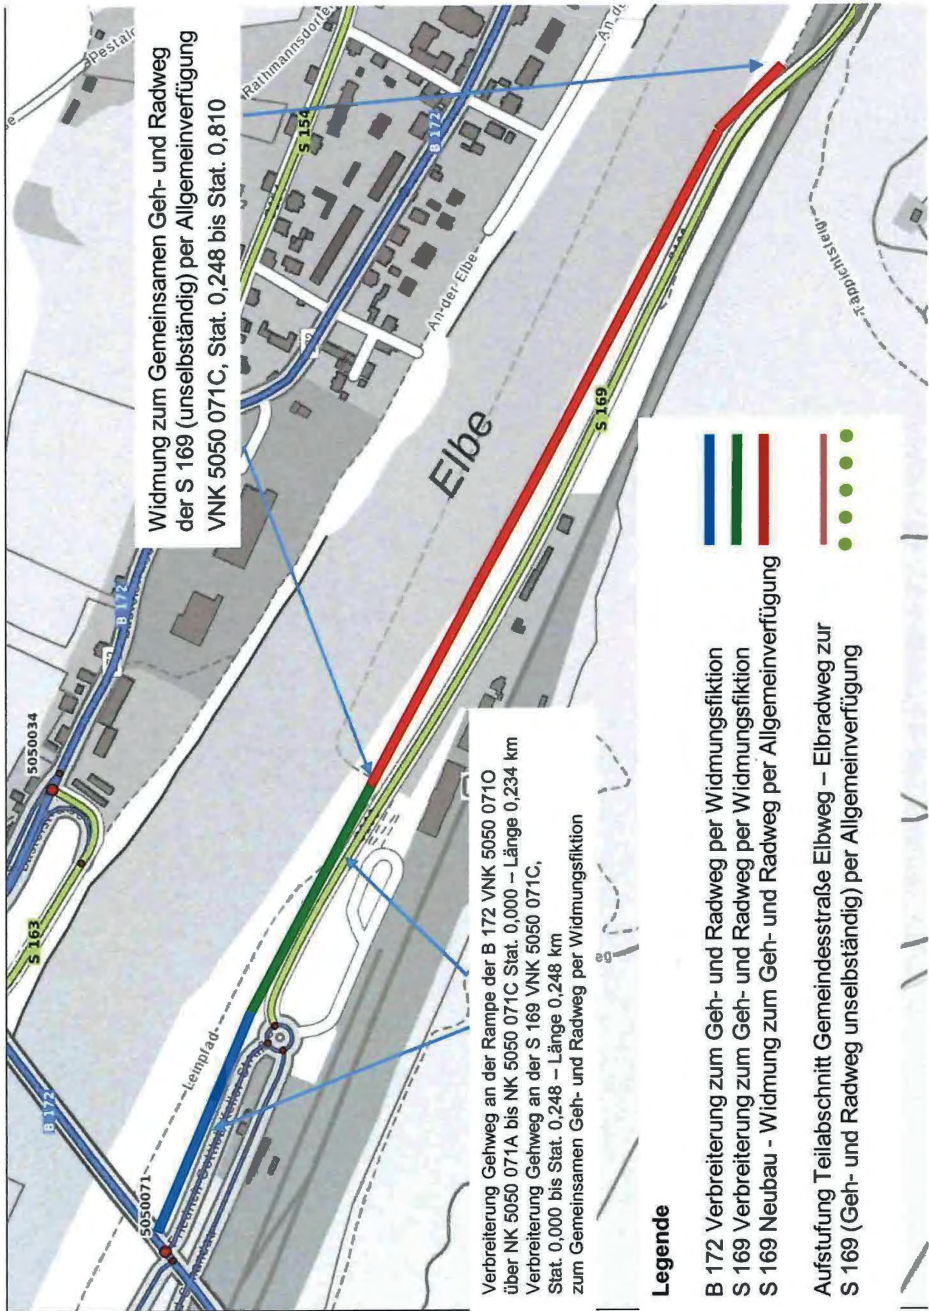 Widmung zum Gemeinsamen Geh- und Radweg
der S 169 (unselbständig) per Allgemeinverfügung
VNK 5050 071C, Stat. 0,248 bis Stat. 0,810
Verbreiterung Gehweg an der Rampe der B 172 VNK 5050 071O
über NK 5050 071A bis NK 5050 071C Stat. 0,000 – Länge 0,234 km
Verbreiterung Gehweg an der S 169 VNK 5050 071C,
Stat. 0,000 bis Stat. 0,248 – Länge 0,248 km
zum Gemeinsamen Geh- und Radweg per Widmungsfiktion
Legende
B 172 Verbreiterung zum Geh- und Radweg per Widmungsfiktion
S 169 Verbreiterung zum Geh- und Radweg per Widmungsfiktion
S 169 Neubau - Widmung zum Geh- und Radweg per Allgemeinverfügung
Aufstufung Teilabschnitt Gemeindesstraße Elbweg – Elbradweg zur
S 169 (Geh- und Radweg unselbständig) per Allgemeinverfügung
B 172
5050071
S 163
5050034
B 172
Leinpfad
Elbe
An der Elbe
S 169
B 172
S 154
Rathmannsdorfer
Pestalo
An de
Tappichtsteig